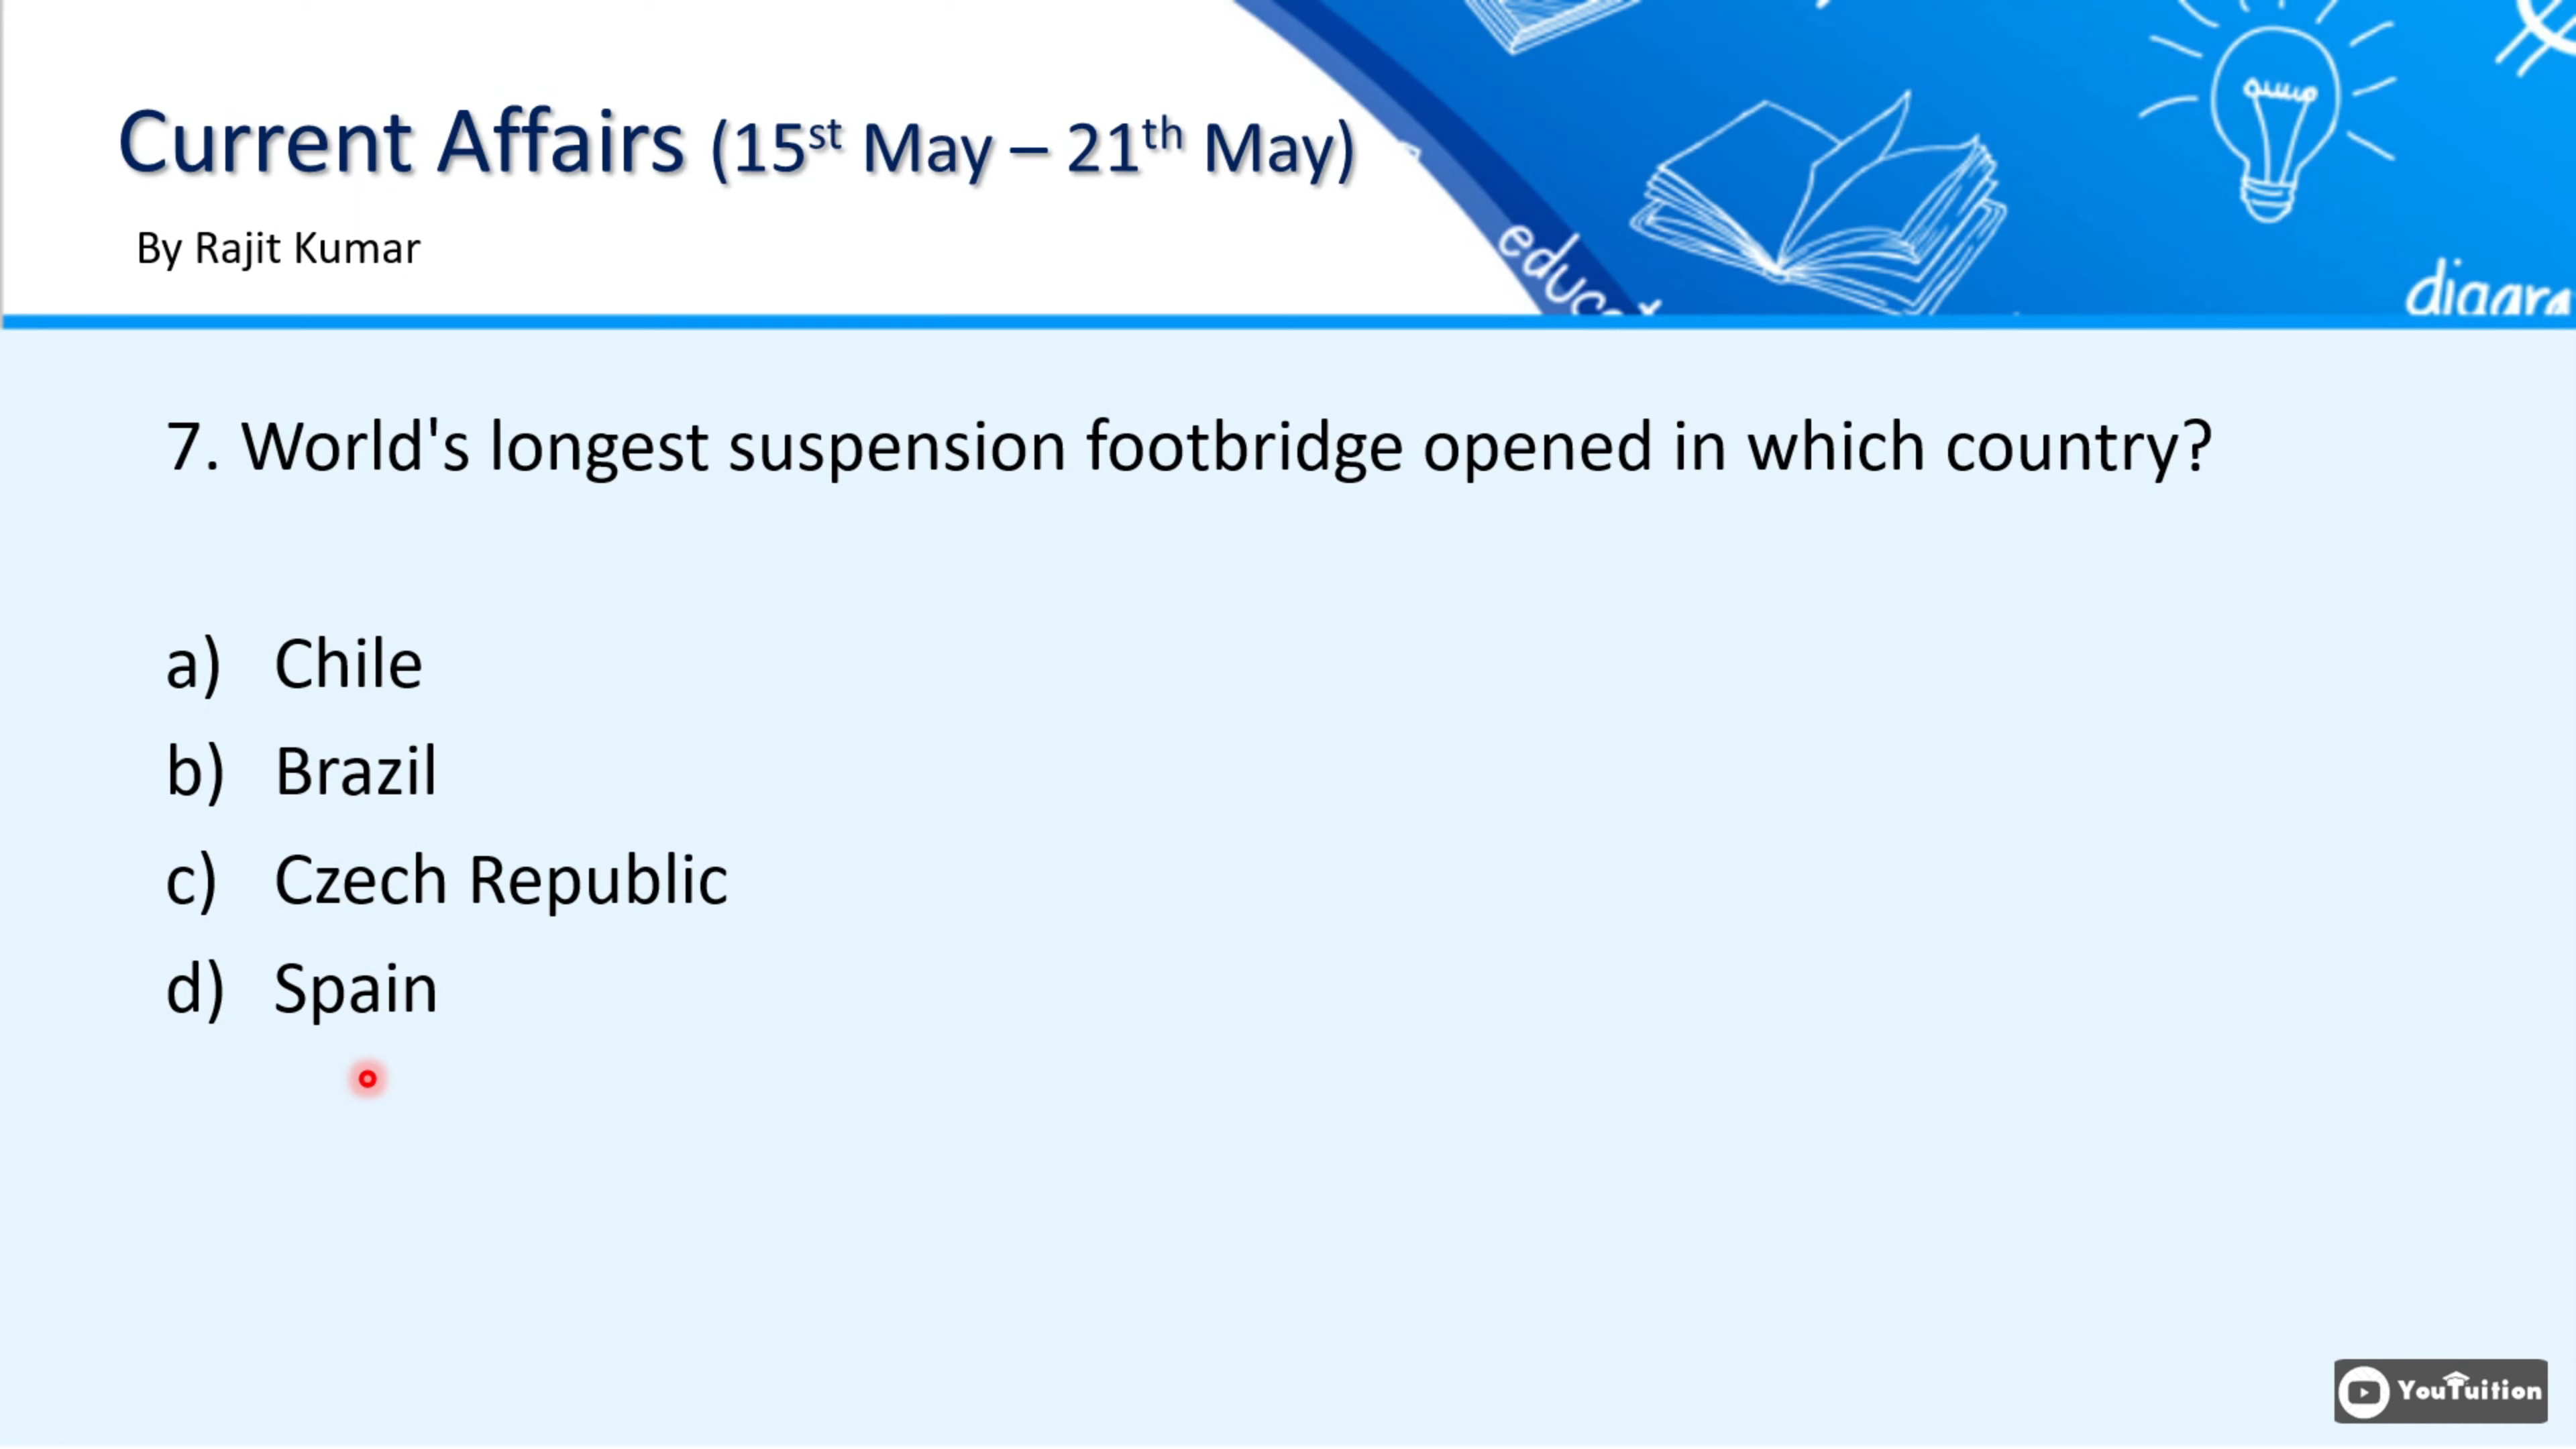 Current Affairs (15st May – 21th May)
By Rajit Kumar
7. World's longest suspension footbridge opened in which country?
a) Chile
b) Brazil
c) Czech Republic
d) Spain
YouTuition